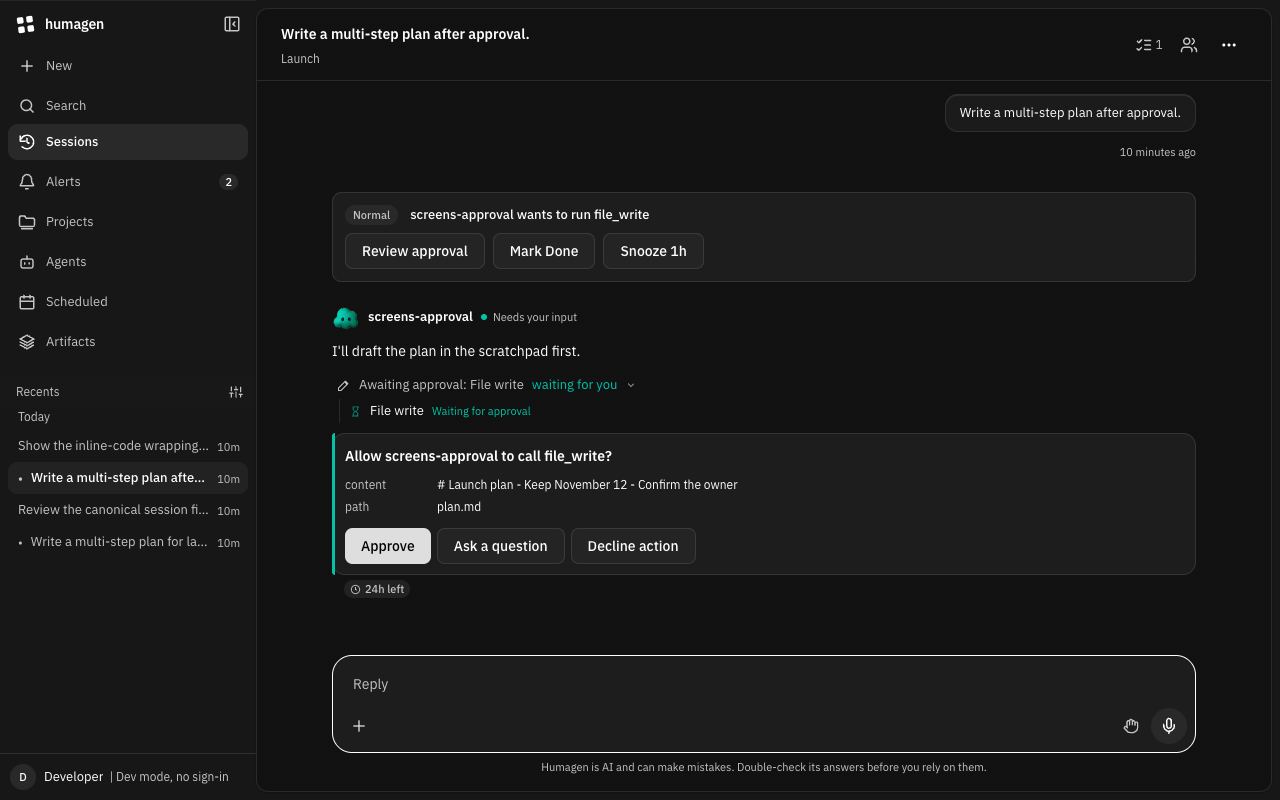 humagen
New
Search
Sessions
Alerts 2
Projects
Agents
Scheduled
Artifacts
Recents
Today
Show the inline-code wrapping... 10m
• Write a multi-step plan afte... 10m
Review the canonical session fi... 10m
• Write a multi-step plan for la... 10m
D Developer | Dev mode, no sign-in
Write a multi-step plan after approval.
Launch
1
Write a multi-step plan after approval.
10 minutes ago
Normal screens-approval wants to run file_write
Review approval Mark Done Snooze 1h
screens-approval Needs your input
I'll draft the plan in the scratchpad first.
Awaiting approval: File write waiting for you
File write Waiting for approval
Allow screens-approval to call file_write?
content # Launch plan - Keep November 12 - Confirm the owner
path plan.md
Approve Ask a question Decline action
24h left
Reply
Humagen is AI and can make mistakes. Double-check its answers before you rely on them.